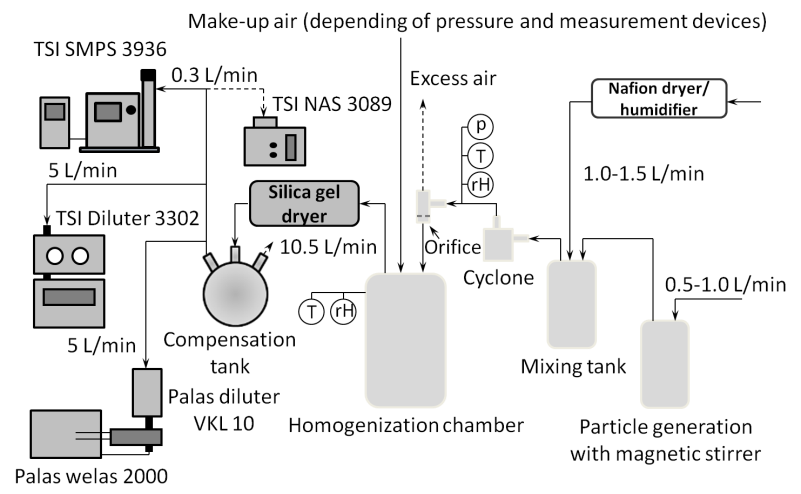 Make-up air (depending of pressure and measurement devices)
TSI SMPS 3936
0.3 L/min
Excess air
TSI NAS 3089
Nafion dryer/
humidifier
p
T
rH
5 L/min
1.0-1.5 L/min
Silica gel
dryer
TSI Diluter 3302
10.5 L/min
Orifice
Cyclone
0.5-1.0 L/min
T
rH
5 L/min
Compensation
tank
Mixing tank
Palas diluter
VKL 10
Homogenization chamber
Particle generation
with magnetic stirrer
Palas welas 2000